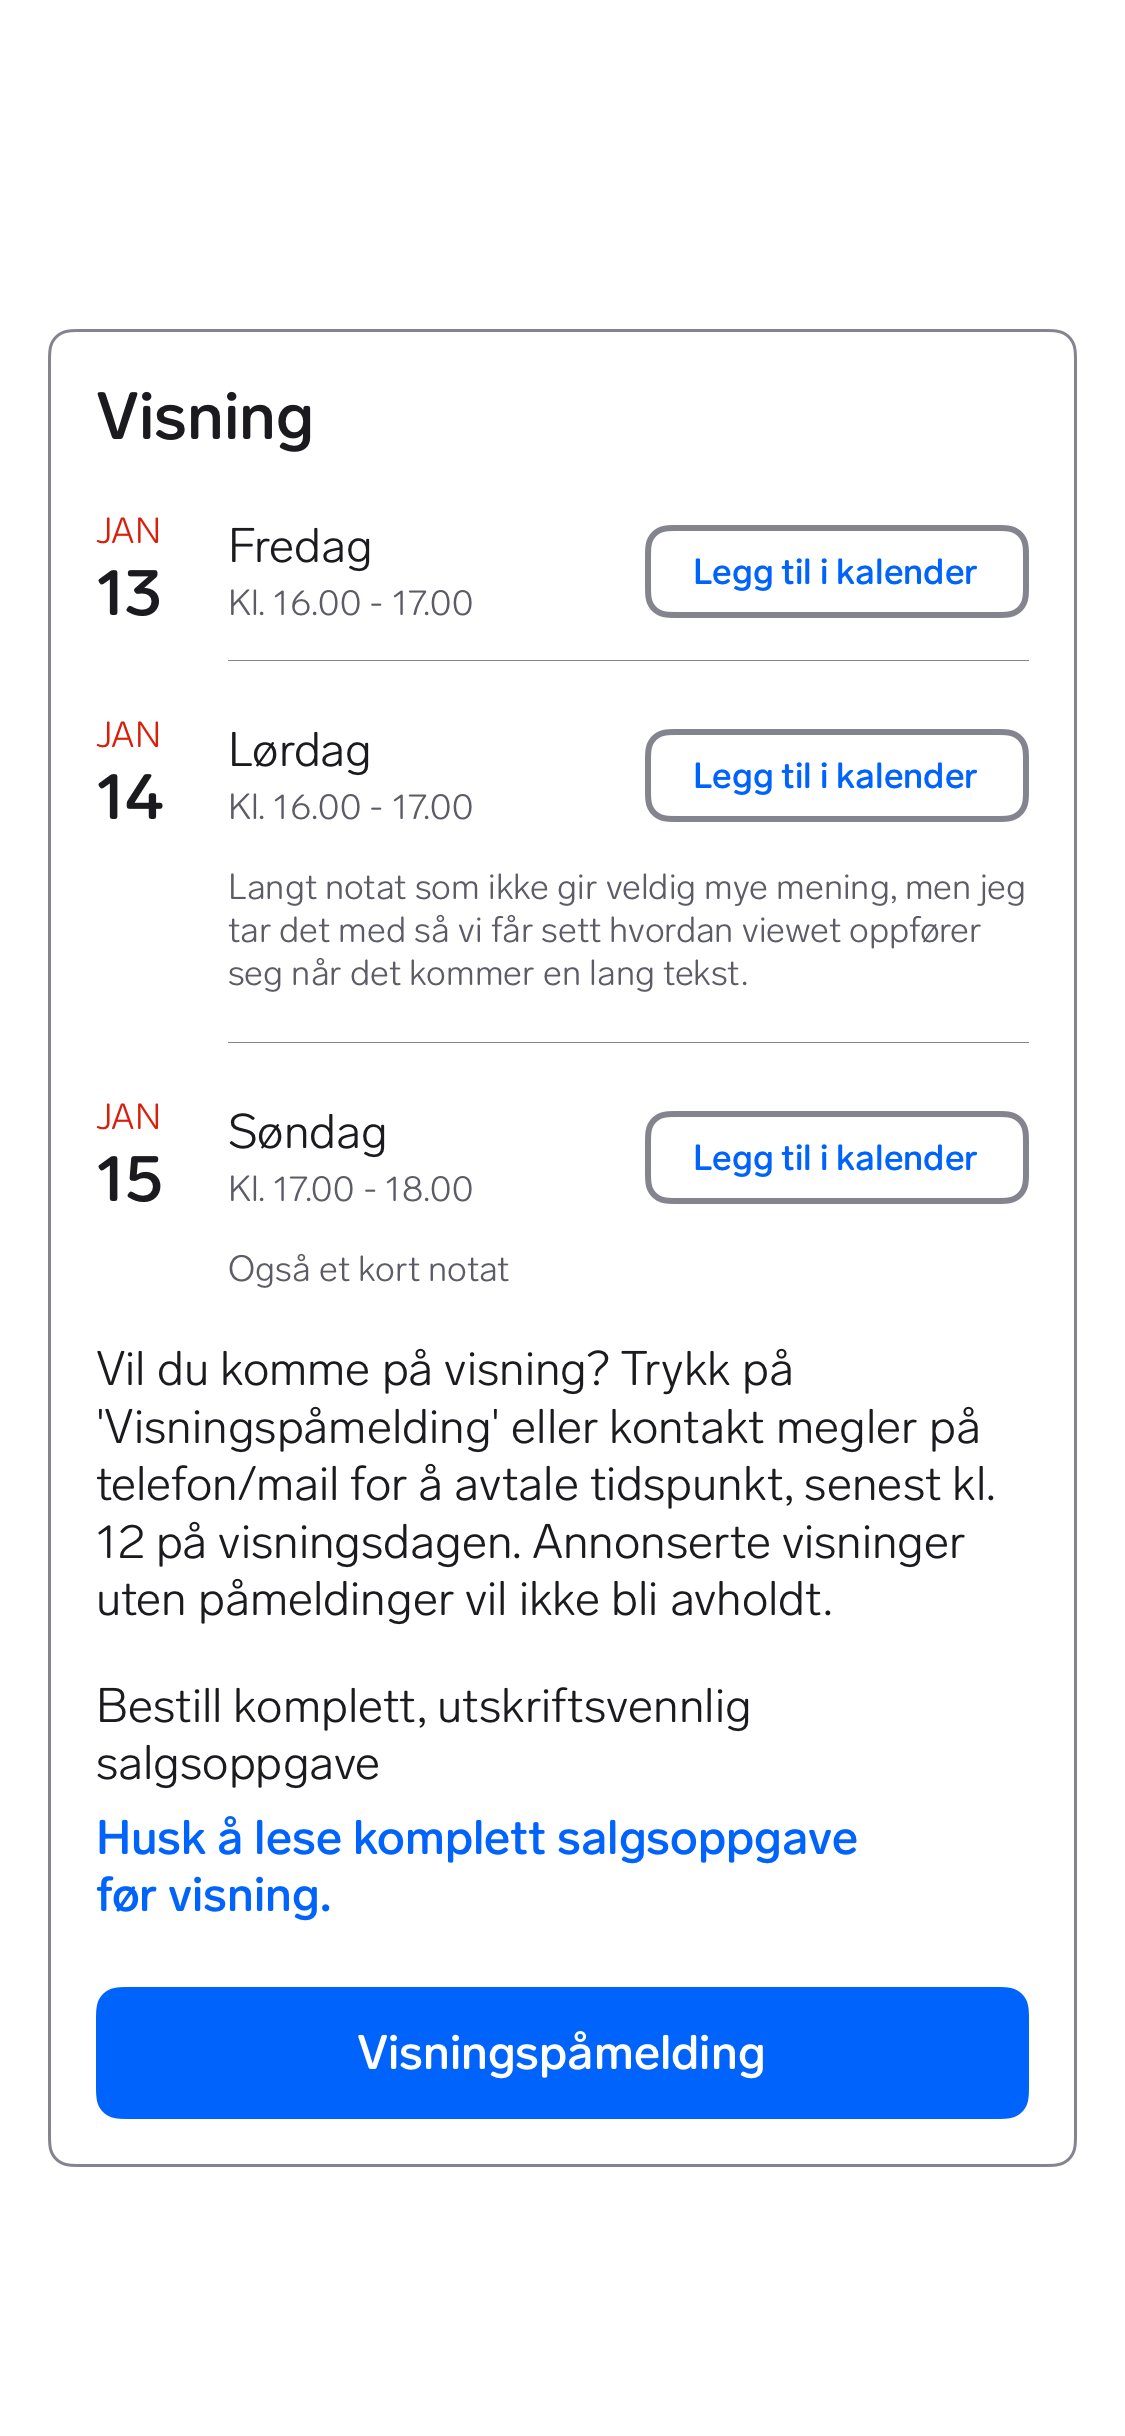 Visning
JAN
13
Fredag
Kl. 16.00 - 17.00
Legg til i kalender
JAN
14
Lørdag
Kl. 16.00 - 17.00
Legg til i kalender
Langt notat som ikke gir veldig mye mening, men jeg
tar det med så vi får sett hvordan viewet oppfører
seg når det kommer en lang tekst.
JAN
15
Søndag
Kl. 17.00 - 18.00
Legg til i kalender
Også et kort notat
Vil du komme på visning? Trykk på
'Visningspåmelding' eller kontakt megler på
telefon/mail for å avtale tidspunkt, senest kl.
12 på visningsdagen. Annonserte visninger
uten påmeldinger vil ikke bli avholdt.
Bestill komplett, utskriftsvennlig
salgsoppgave
Husk å lese komplett salgsoppgave
før visning.
Visningspåmelding